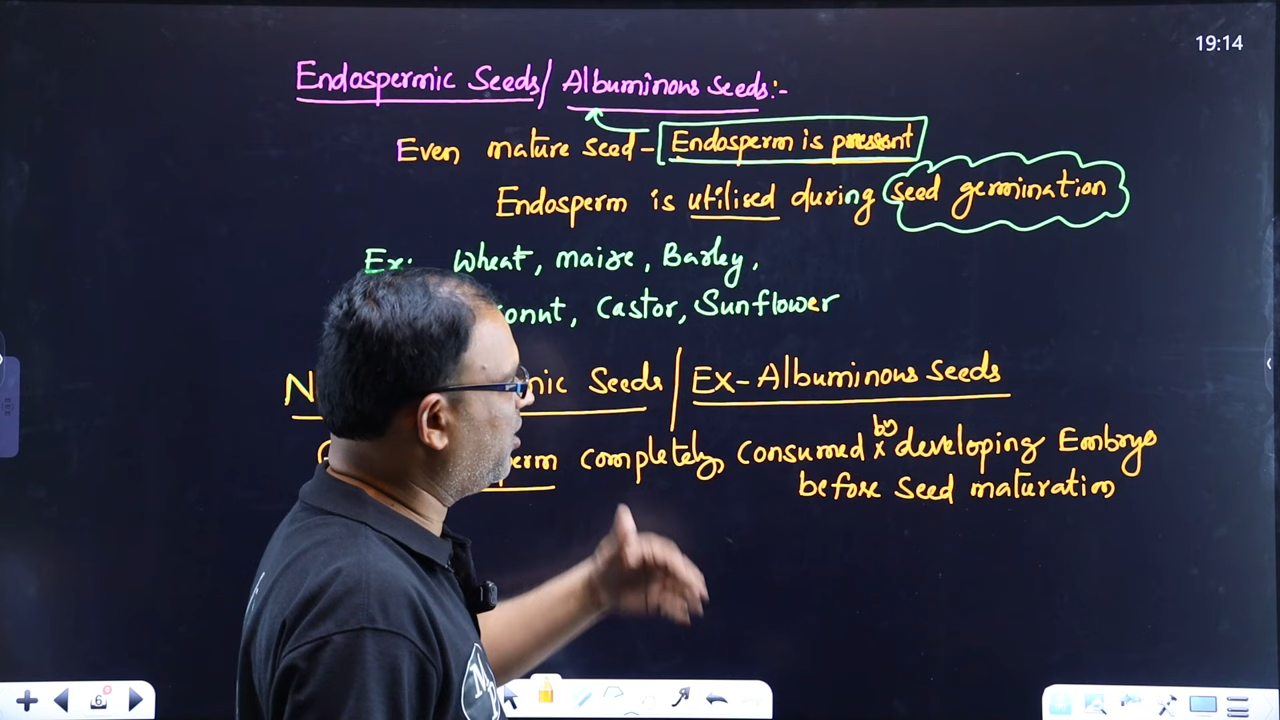 19:14
Endospermic Seeds/ Albuminous Seeds:-
Even mature seed - Endosperm is present
Endosperm is utilised during seed germination
Ex: Wheat, maize, Barley,
conut, Castor, Sunflower
N nic Seeds / Ex-Albuminous Seeds
erm completely consumed by x developing Embryo
before seed maturation
6